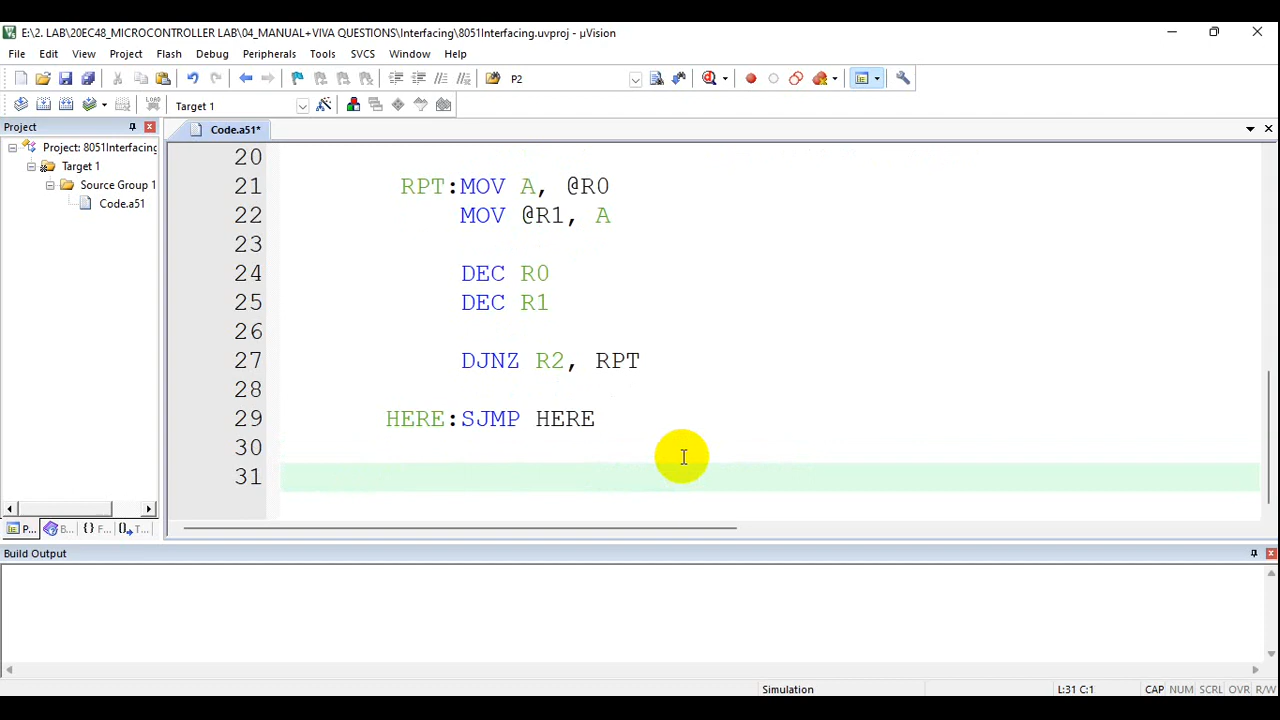 E:\2. LAB\20EC48_MICROCONTROLLER LAB\04_MANUAL+VIVA QUESTIONS\Interfacing\8051Interfacing.uvproj - µVision
File Edit View Project Flash Debug Peripherals Tools SVCS Window Help
P2
LOAD Target 1
Project
Code.a51*
Project: 8051Interfacing
Target 1
Source Group 1
Code.a51
20
21 RPT:MOV A, @R0
22 MOV @R1, A
23
24 DEC R0
25 DEC R1
26
27 DJNZ R2, RPT
28
29 HERE:SJMP HERE
30
31
P... B... {} F... 0→ T...
Build Output
Simulation L:31 C:1 CAP NUM SCRL OVR R/W